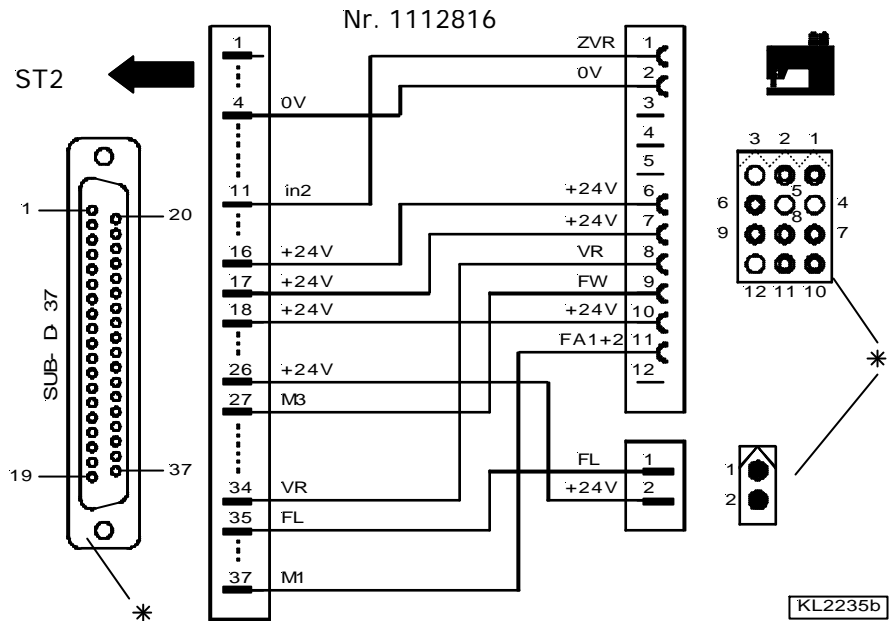 Nr. 1112816
ST2
SUB- D- 37
1
20
19
37
1
4 0V
11 in2
16 +24V
17 +24V
18 +24V
26 +24V
27 M3
34 VR
35 FL
37 M1
ZVR 1
0V 2
3
4
5
+24V 6
+24V 7
VR 8
FW 9
+24V 10
FA1+2 11
12
FL 1
+24V 2
3 2 1
6 5 4
9 8 7
12 11 10
*
1
2
*
KL2235b